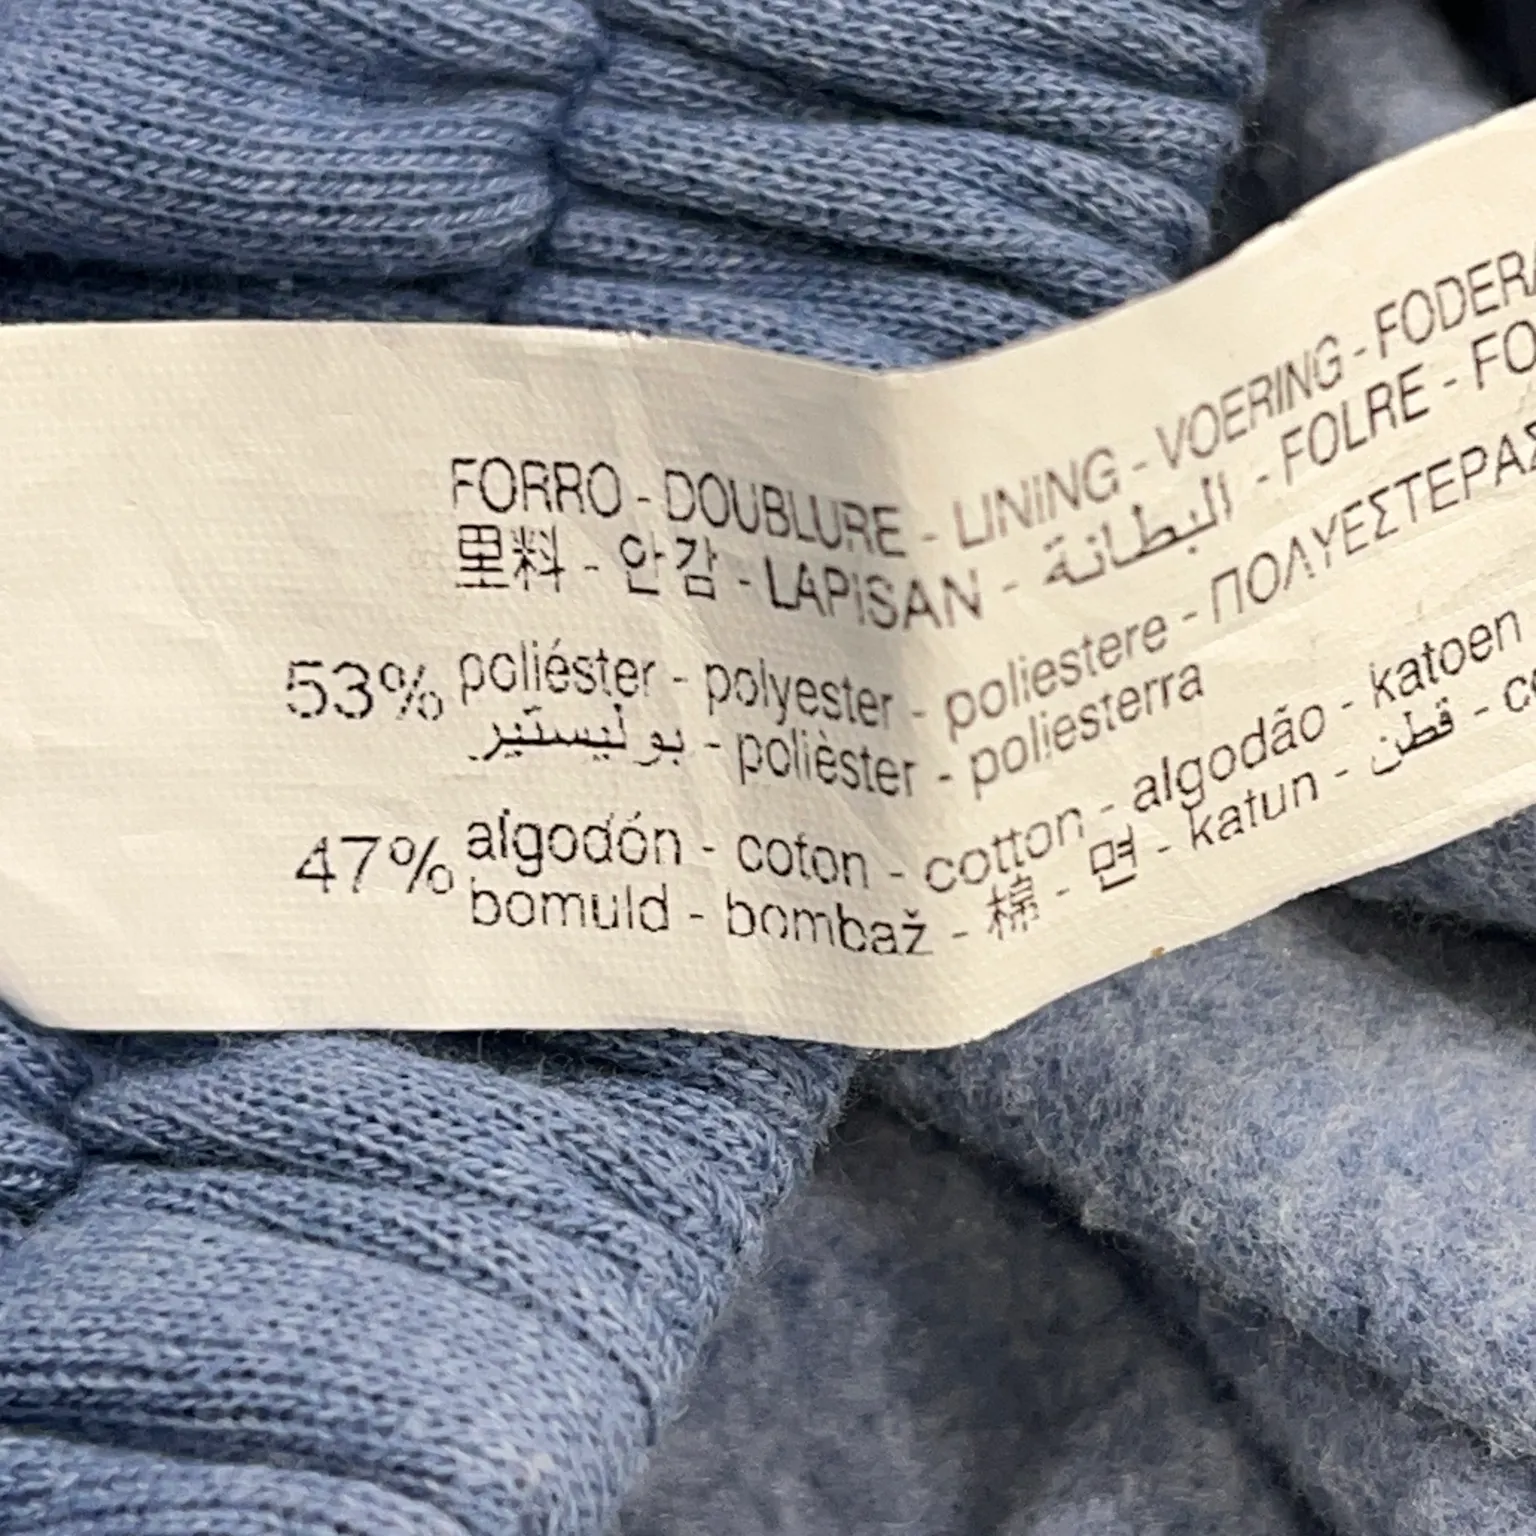 FORRO - DOUBLURE - LINING - VOERING - FODERA
里料 - 안감 - LAPISAN - البطانة - FOLRE - FO
53% poliéster - polyester - poliestere - ΠΟΛΥΕΣΤΕΡΑΣ
بوليستير - polièster - poliesterra
47% algodón - coton - cotton - algodão - katoen
bomuld - bombaž - 棉 - 면 - katun - قطن - co